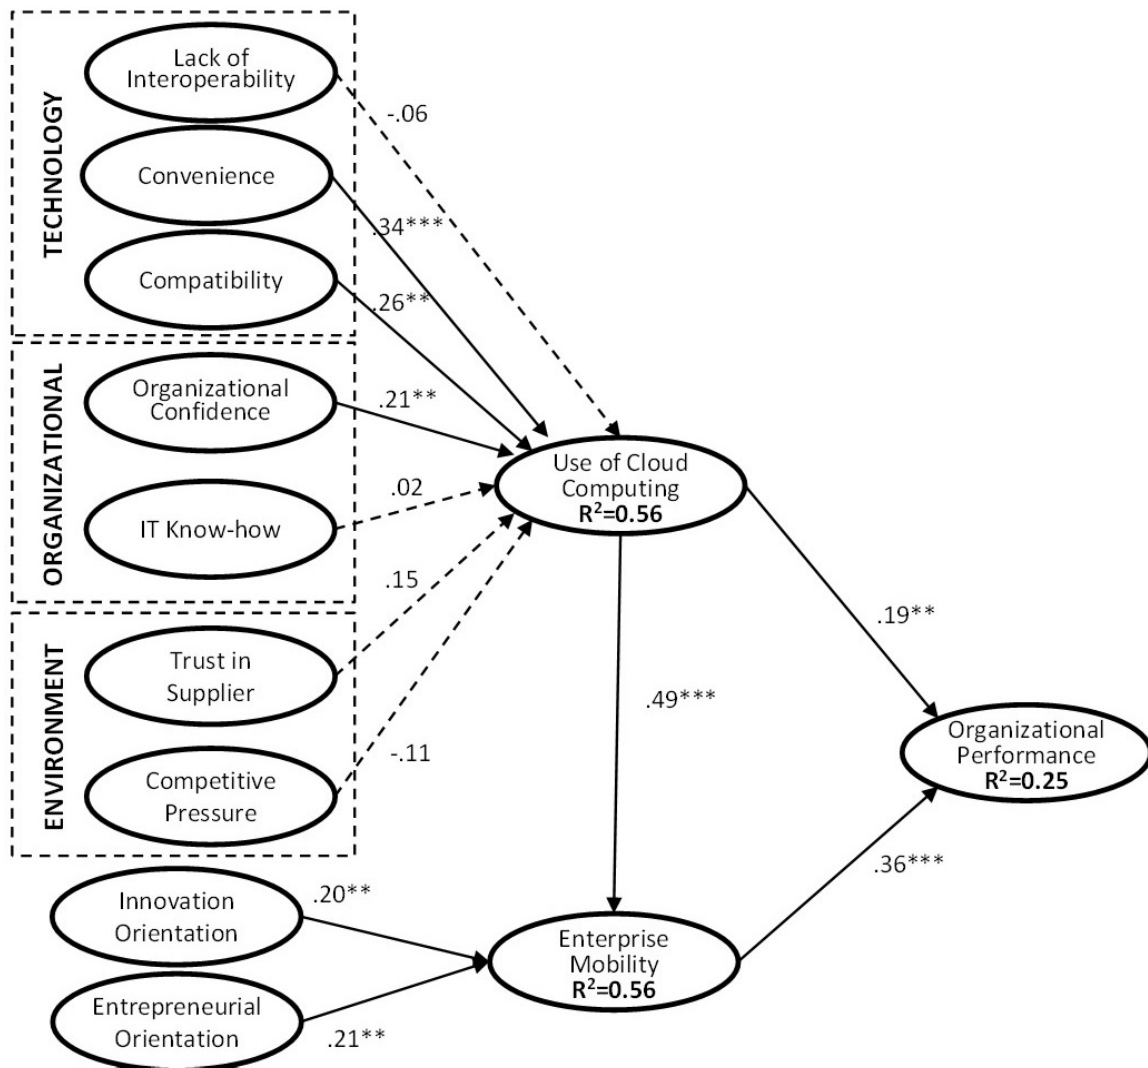 TECHNOLOGY
Lack of
Interoperability
-.06
Convenience
.34***
Compatibility
.26**
ORGANIZATIONAL
Organizational
Confidence
.21**
IT Know-how
.02
Use of Cloud
Computing
R²=0.56
ENVIRONMENT
Trust in
Supplier
.15
Competitive
Pressure
-.11
.19**
.49***
Organizational
Performance
R²=0.25
.36***
Innovation
Orientation
.20**
Entrepreneurial
Orientation
.21**
Enterprise
Mobility
R²=0.56